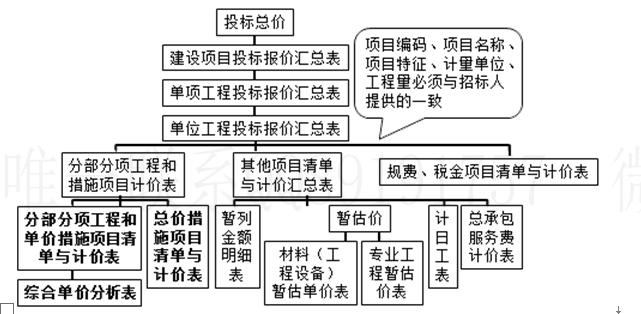 投标总价
建设项目投标报价汇总表
单项工程投标报价汇总表
单位工程投标报价汇总表
项目编码、项目名称、
项目特征、计量单位、
工程量必须与招标人
提供的一致
分部分项工程和
措施项目计价表
其他项目清单
与计价汇总表
规费、税金项目清单与计价表
分部分项工程和
单价措施项目清
单与计价表
总价措
施项目
清单与
计价表
暂列
金额
明细
表
暂估价
计
日
工
表
总承包
服务费
计价表
材料（工
程设备）
暂估单价表
专业工
程暂估
价表
综合单价分析表